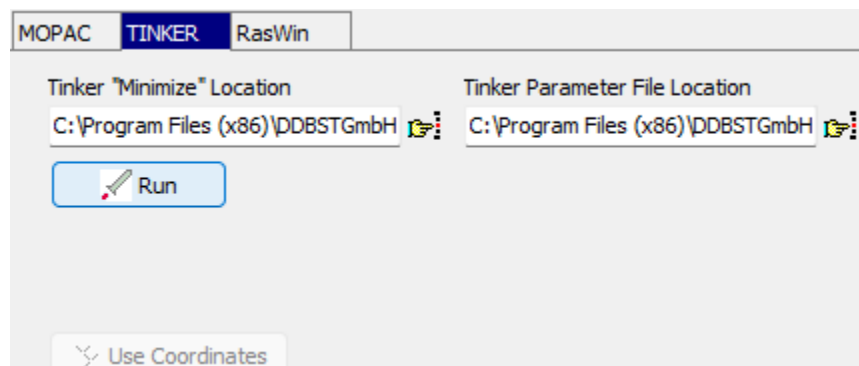 MOPAC TINKER RasWin
Tinker "Minimize" Location Tinker Parameter File Location
C:\Program Files (x86)\DDBSTGmbH C:\Program Files (x86)\DDBSTGmbH
Run
Use Coordinates